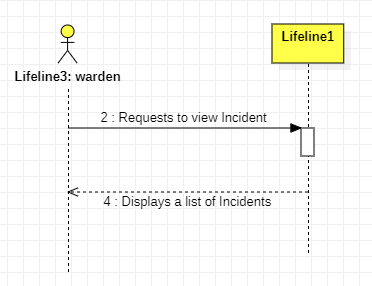 Lifeline1
Lifeline3: warden
2 : Requests to view Incident
4 : Displays a list of Incidents